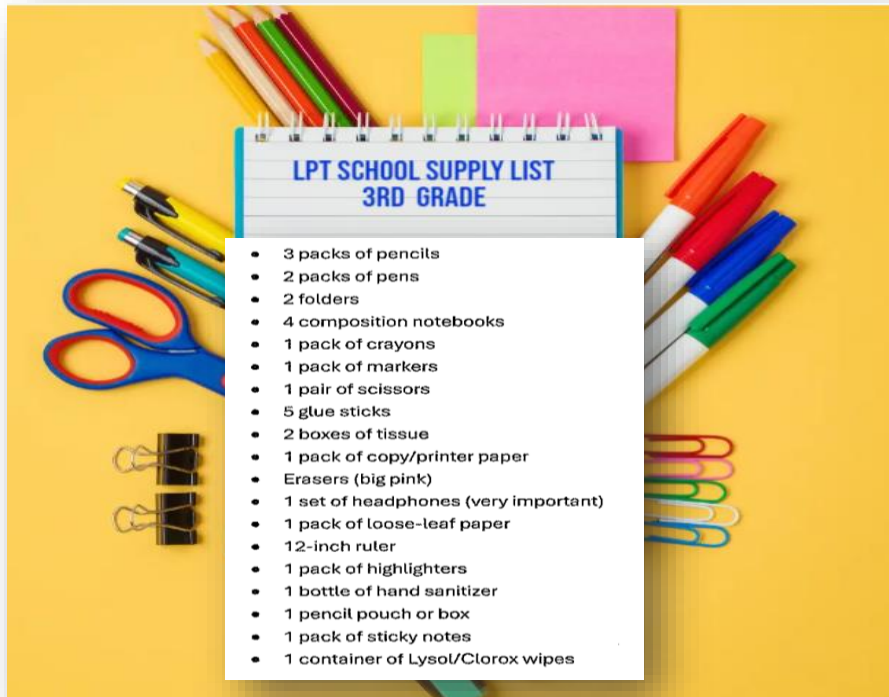 LPT SCHOOL SUPPLY LIST
3RD GRADE
• 3 packs of pencils
• 2 packs of pens
• 2 folders
• 4 composition notebooks
• 1 pack of crayons
• 1 pack of markers
• 1 pair of scissors
• 5 glue sticks
• 2 boxes of tissue
• 1 pack of copy/printer paper
• Erasers (big pink)
• 1 set of headphones (very important)
• 1 pack of loose-leaf paper
• 12-inch ruler
• 1 pack of highlighters
• 1 bottle of hand sanitizer
• 1 pencil pouch or box
• 1 pack of sticky notes
• 1 container of Lysol/Clorox wipes